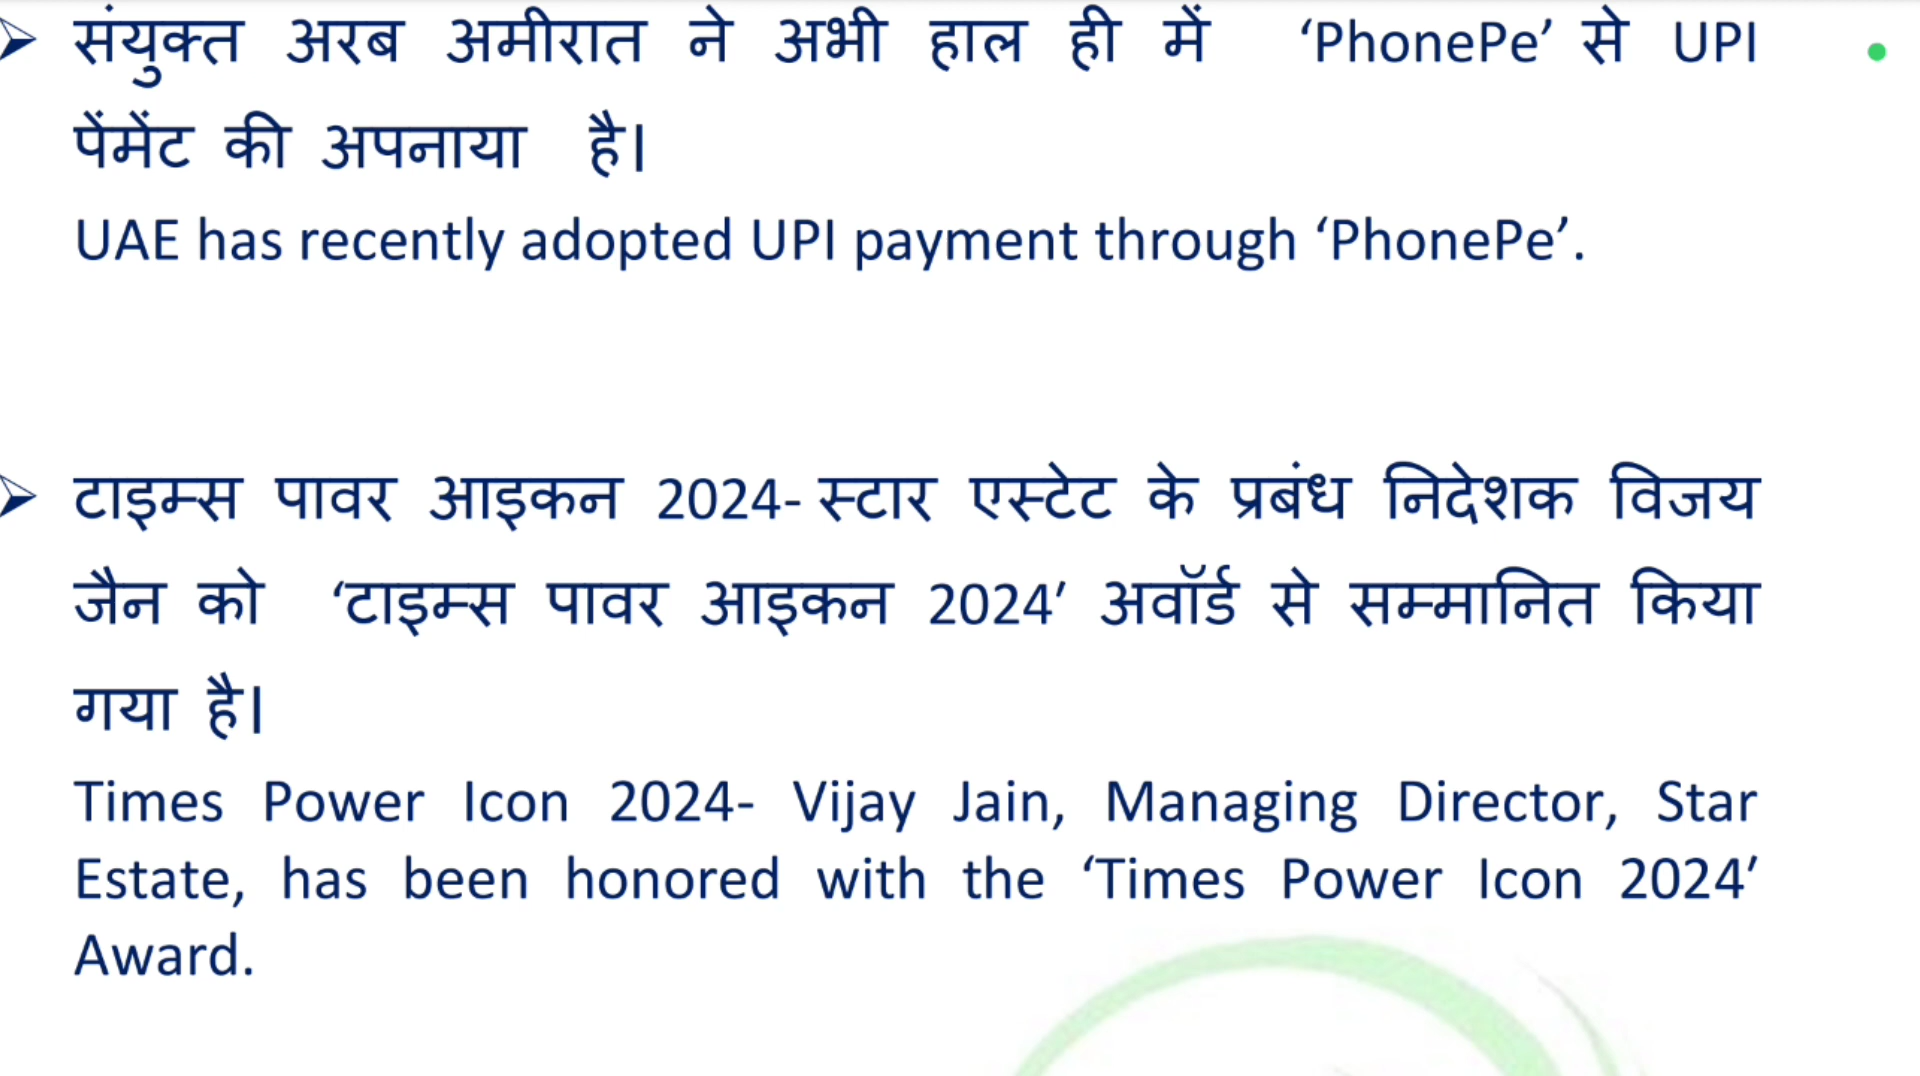 ➢ संयुक्त अरब अमीरात ने अभी हाल ही में ‘PhonePe’ से UPI
पेंमेंट की अपनाया है।
UAE has recently adopted UPI payment through ‘PhonePe’.
➢ टाइम्स पावर आइकन 2024- स्टार एस्टेट के प्रबंध निदेशक विजय
जैन को ‘टाइम्स पावर आइकन 2024’ अवॉर्ड से सम्मानित किया
गया है।
Times Power Icon 2024- Vijay Jain, Managing Director, Star
Estate, has been honored with the ‘Times Power Icon 2024’
Award.